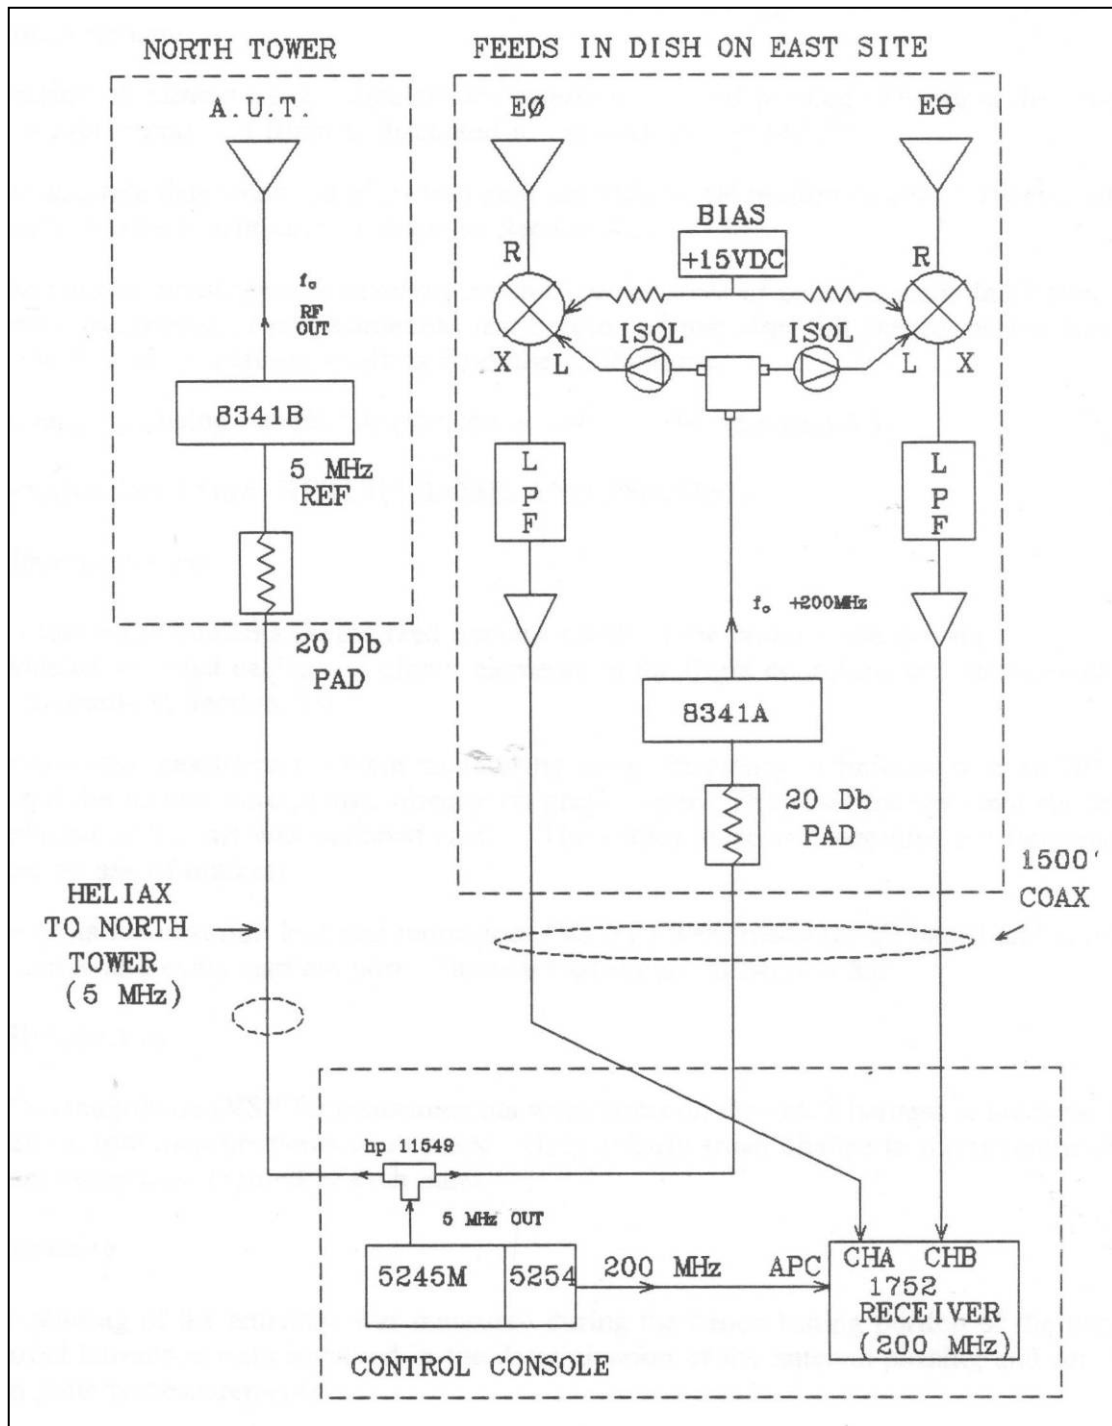 NORTH TOWER
A.U.T.
f₀
RF
OUT
8341B
5 MHz
REF
20 Db
PAD
HELIAX
TO NORTH
TOWER
(5 MHz)
FEEDS IN DISH ON EAST SITE
EØ
EΘ
BIAS
+15VDC
R
R
ISOL
ISOL
X
L
L
X
L
P
F
L
P
F
f₀ +200MHz
8341A
20 Db
PAD
1500'
COAX
hp 11549
5 MHz OUT
5245M
5254
200 MHz
APC
CHA
CHB
1752
RECEIVER
(200 MHz)
CONTROL CONSOLE